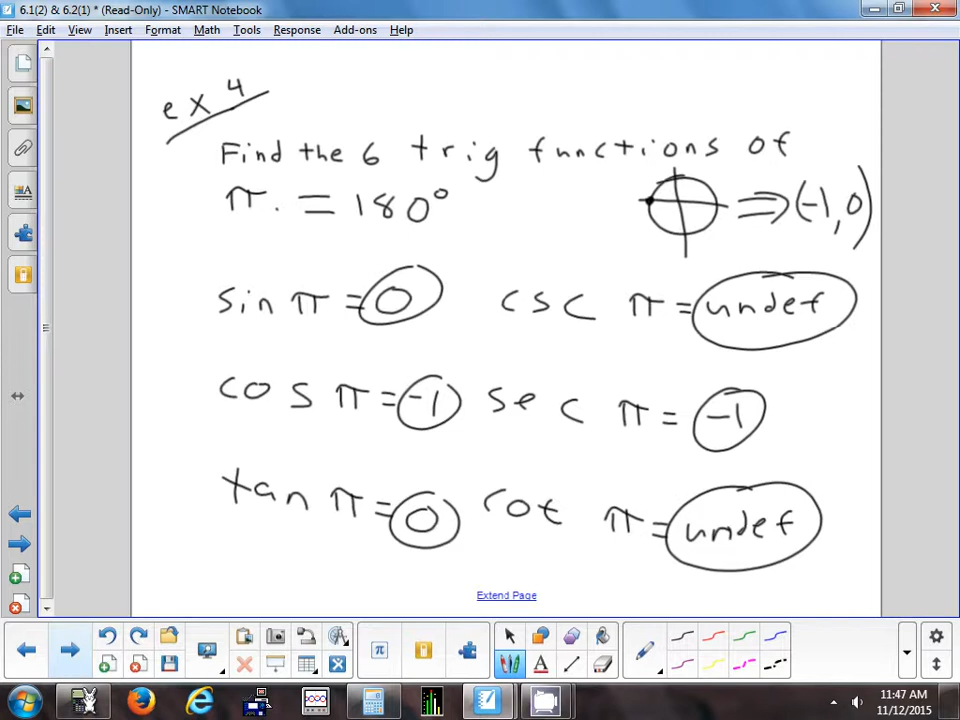 6.1(2) & 6.2(1) * (Read-Only) - SMART Notebook
File Edit View Insert Format Math Tools Response Add-ons Help
ex 4
Find the 6 trig functions of
π. = 180° ⇒ (-1, 0)
sin π = 0 csc π = undef
cos π = -1 sec π = -1
tan π = 0 cot π = undef
Extend Page
11:47 AM
11/12/2015